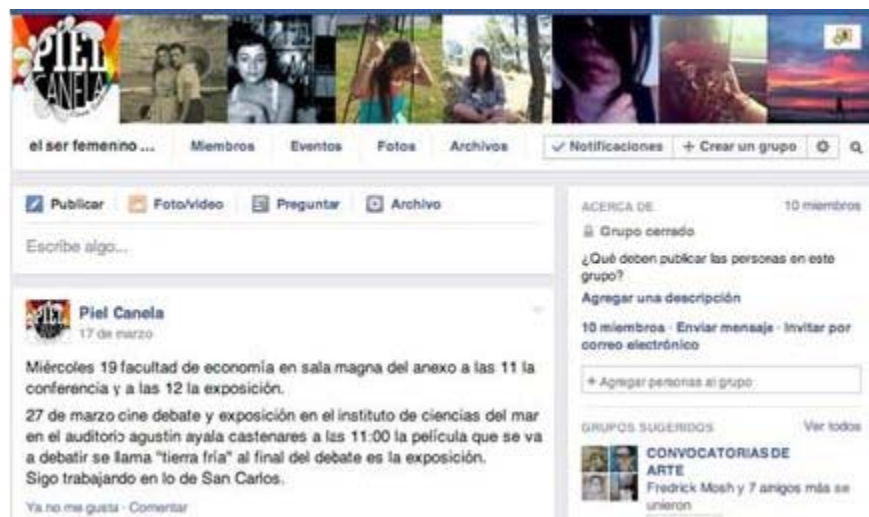 PIEL
CANELA
el ser femenino ... Miembros Eventos Fotos Archivos Notificaciones + Crear un grupo
Publicar Foto/video Preguntar Archivo
Escribe algo...
Piel Canela
17 de marzo
Miércoles 19 facultad de economía en sala magna del anexo a las 11 la
conferencia y a las 12 la exposición.
27 de marzo cine debate y exposición en el instituto de ciencias del mar
en el auditorio agustin ayala castenares a las 11:00 la película que se va
a debatir se llama "tierra fría" al final del debate es la exposición.
Sigo trabajando en lo de San Carlos.
Ya no me gusta · Comentar
ACERCA DE 10 miembros
Grupo cerrado
¿Qué deben publicar las personas en este
grupo?
Agregar una descripción
10 miembros · Enviar mensaje · Invitar por
correo electrónico
+ Agregar personas al grupo
GRUPOS SUGERIDOS Ver todos
CONVOCATORIAS DE
ARTE
Fredrick Mosh y 7 amigos más se
unieron